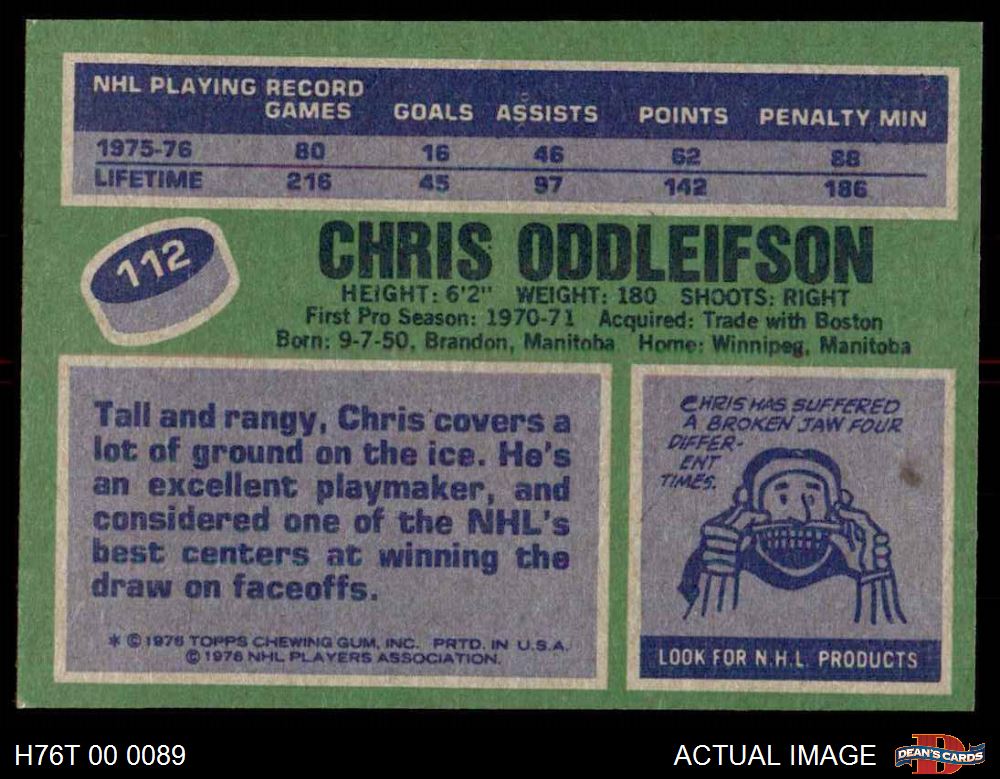 NHL PLAYING RECORD
GAMES GOALS ASSISTS POINTS PENALTY MIN
1975-76 80 16 46 62 88
LIFETIME 216 45 97 142 186
112
CHRIS ODDLEIFSON
HEIGHT: 6'2" WEIGHT: 180 SHOOTS: RIGHT
First Pro Season: 1970-71 Acquired: Trade with Boston
Born: 9-7-50, Brandon, Manitoba Home: Winnipeg, Manitoba
Tall and rangy, Chris covers a
lot of ground on the ice. He's
an excellent playmaker, and
considered one of the NHL's
best centers at winning the
draw on faceoffs.
* © 1976 TOPPS CHEWING GUM, INC. PRTD. IN U.S.A.
© 1976 NHL PLAYERS ASSOCIATION.
CHRIS HAS SUFFERED
A BROKEN JAW FOUR
DIFFER-
ENT
TIMES.
LOOK FOR N.H.L PRODUCTS
H76T 00 0089
ACTUAL IMAGE
DEAN'S CARDS